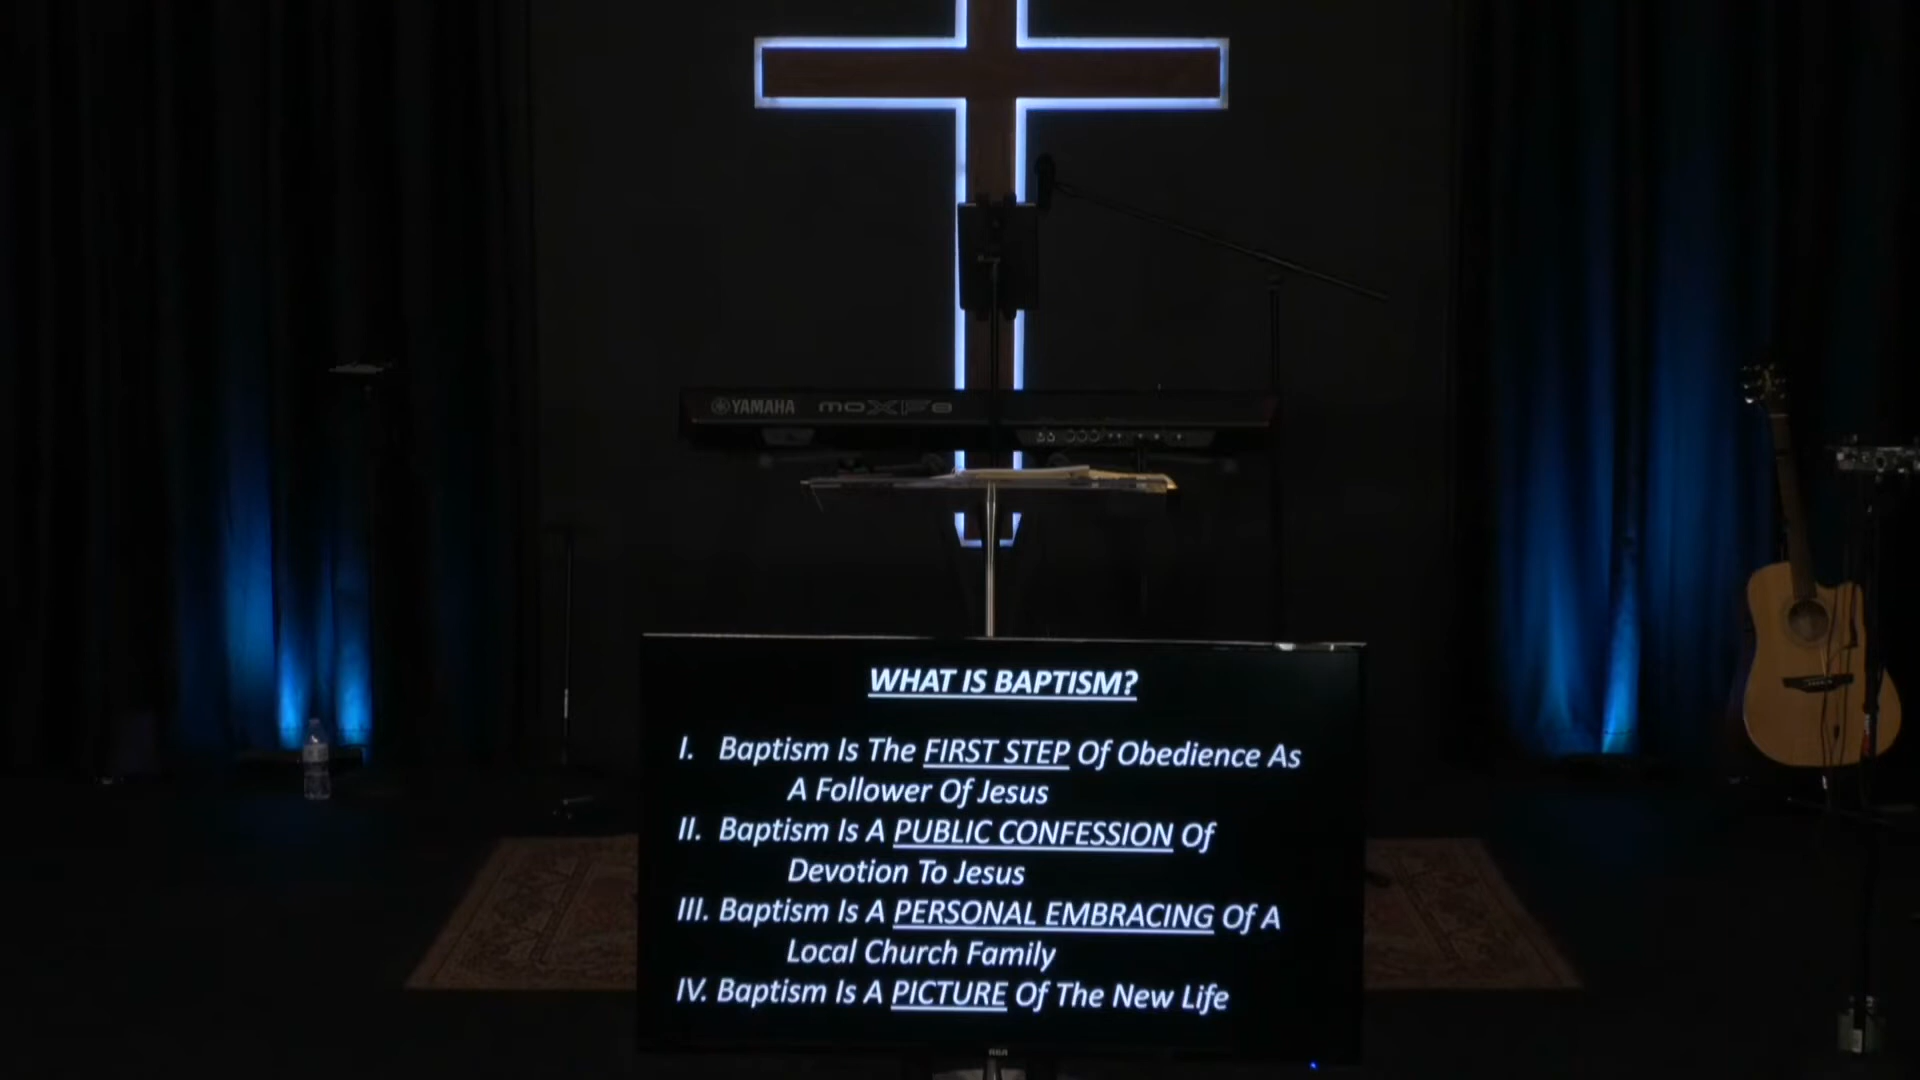 YAMAHA MOXF8
WHAT IS BAPTISM?
I. Baptism Is The FIRST STEP Of Obedience As
A Follower Of Jesus
II. Baptism Is A PUBLIC CONFESSION Of
Devotion To Jesus
III. Baptism Is A PERSONAL EMBRACING Of A
Local Church Family
IV. Baptism Is A PICTURE Of The New Life
RCA